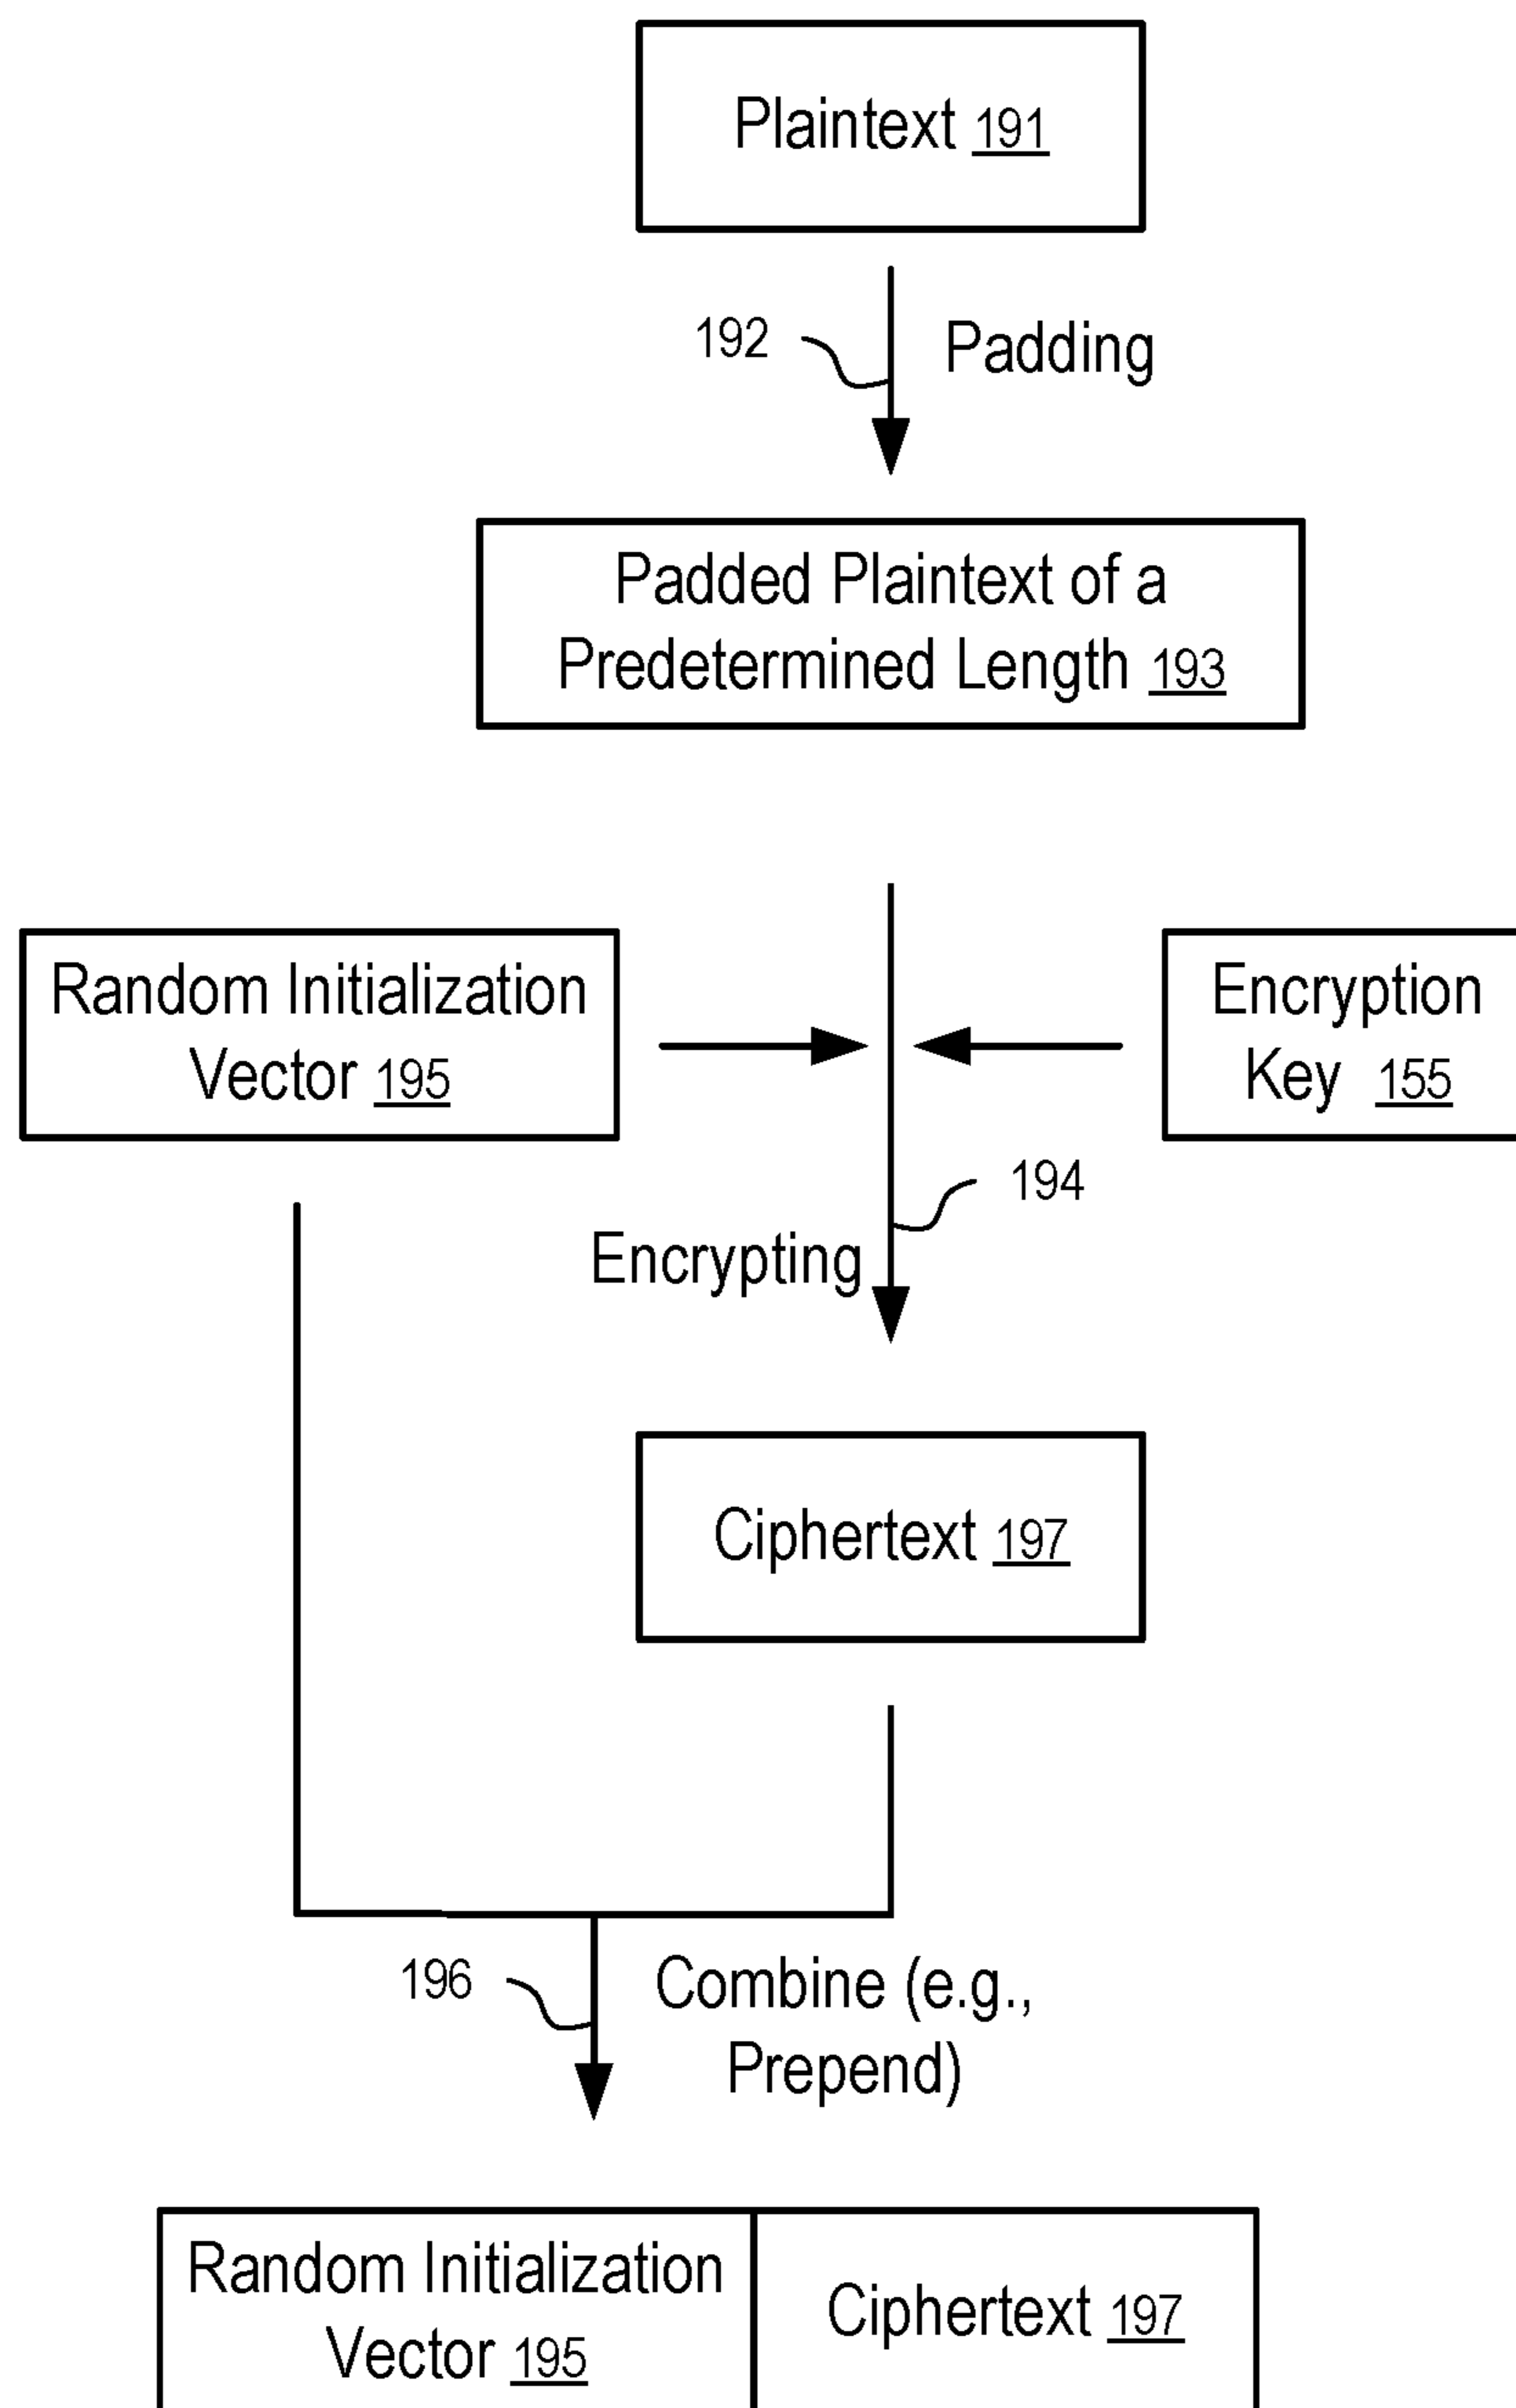 Plaintext 191
192
Padding
Padded Plaintext of a
Predetermined Length 193
Random Initialization
Vector 195
Encryption
Key 155
194
Encrypting
Ciphertext 197
196
Combine (e.g.,
Prepend)
Random Initialization
Vector 195
Ciphertext 197